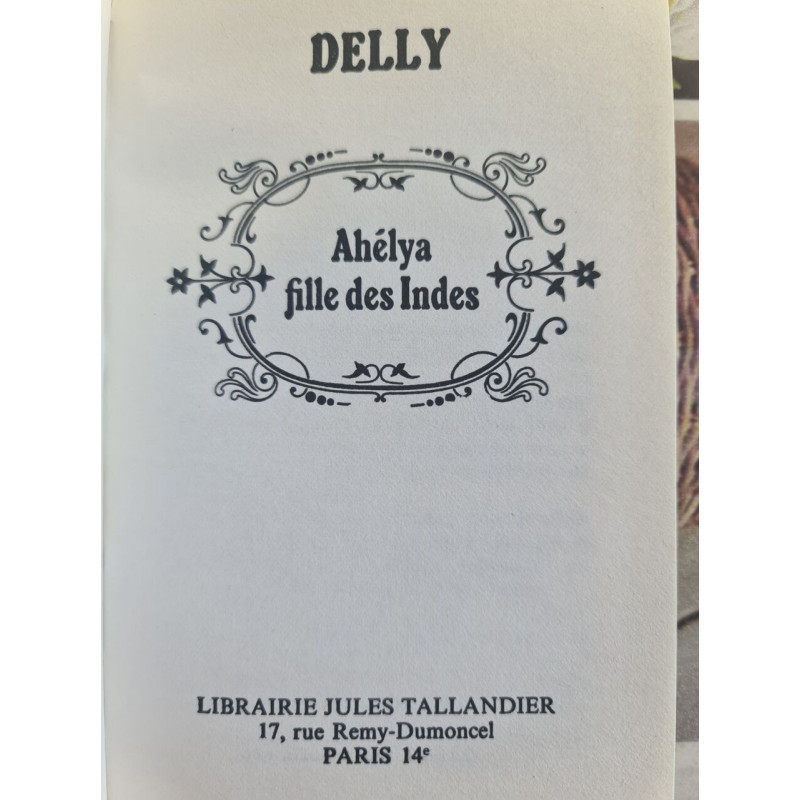 DELLY
Ahélya
fille des Indes
LIBRAIRIE JULES TALLANDIER
17, rue Remy-Dumoncel
PARIS 14e